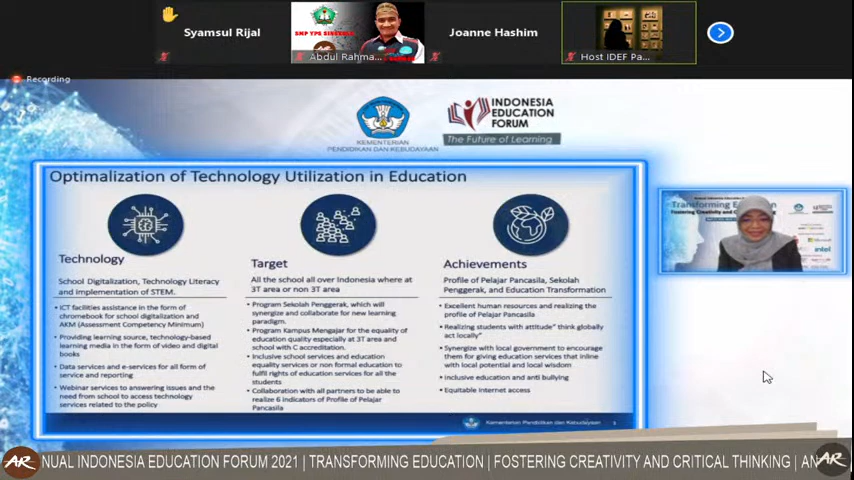 Syamsul Rijal
Abdul Rahma...
Joanne Hashim
Host IDEF Pa...
SMP YPS SINGKOLE
Recording
KEMENTERIAN
PENDIDIKAN DAN KEBUDAYAAN
INDONESIA
EDUCATION
FORUM
The Future of Learning
Optimalization of Technology Utilization in Education
Technology
School Digitalization, Technology Literacy
and implementation of STEM.
• ICT facilities assistance in the form of
chromebook for school digitalization and
AKM (Assessment Competency Minimum)
• Providing learning source, technology-based
learning media in the form of video and digital
books
• Data services and e-services for all form of
service and reporting
• Webinar services to answering issues and the
need from school to access technology
services related to the policy
Target
All the school all over Indonesia where at
3T area or non 3T area
• Program Sekolah Penggerak, which will
synergize and collaborate for new learning
paradigm.
• Program Kampus Mengajar for the equality of
education quality especially at 3T area and
school with C accreditation.
• Inclusive school services and education
equality services or non formal education to
fulfil rights of education services for all the
students
• Collaboration with all partners to be able to
realize 6 indicators of Profile of Pelajar
Pancasila
Achievements
Profile of Pelajar Pancasila, Sekolah
Penggerak, and Education Transformation
• Excellent human resources and realizing the
profile of Pelajar Pancasila
• Realizing students with attitude" think globally
act locally"
• Synergize with local government to encourage
them for giving education services that inline
with local potential and local wisdom
• Inclusive education and anti bullying
• Equitable internet access
Kementerian Pendidikan dan Kebudayaan
Transforming
Fostering Creativity and
Microsoft
intel
AR NUAL INDONESIA EDUCATION FORUM 2021 | TRANSFORMING EDUCATION | FOSTERING CREATIVITY AND CRITICAL THINKING | AN AR